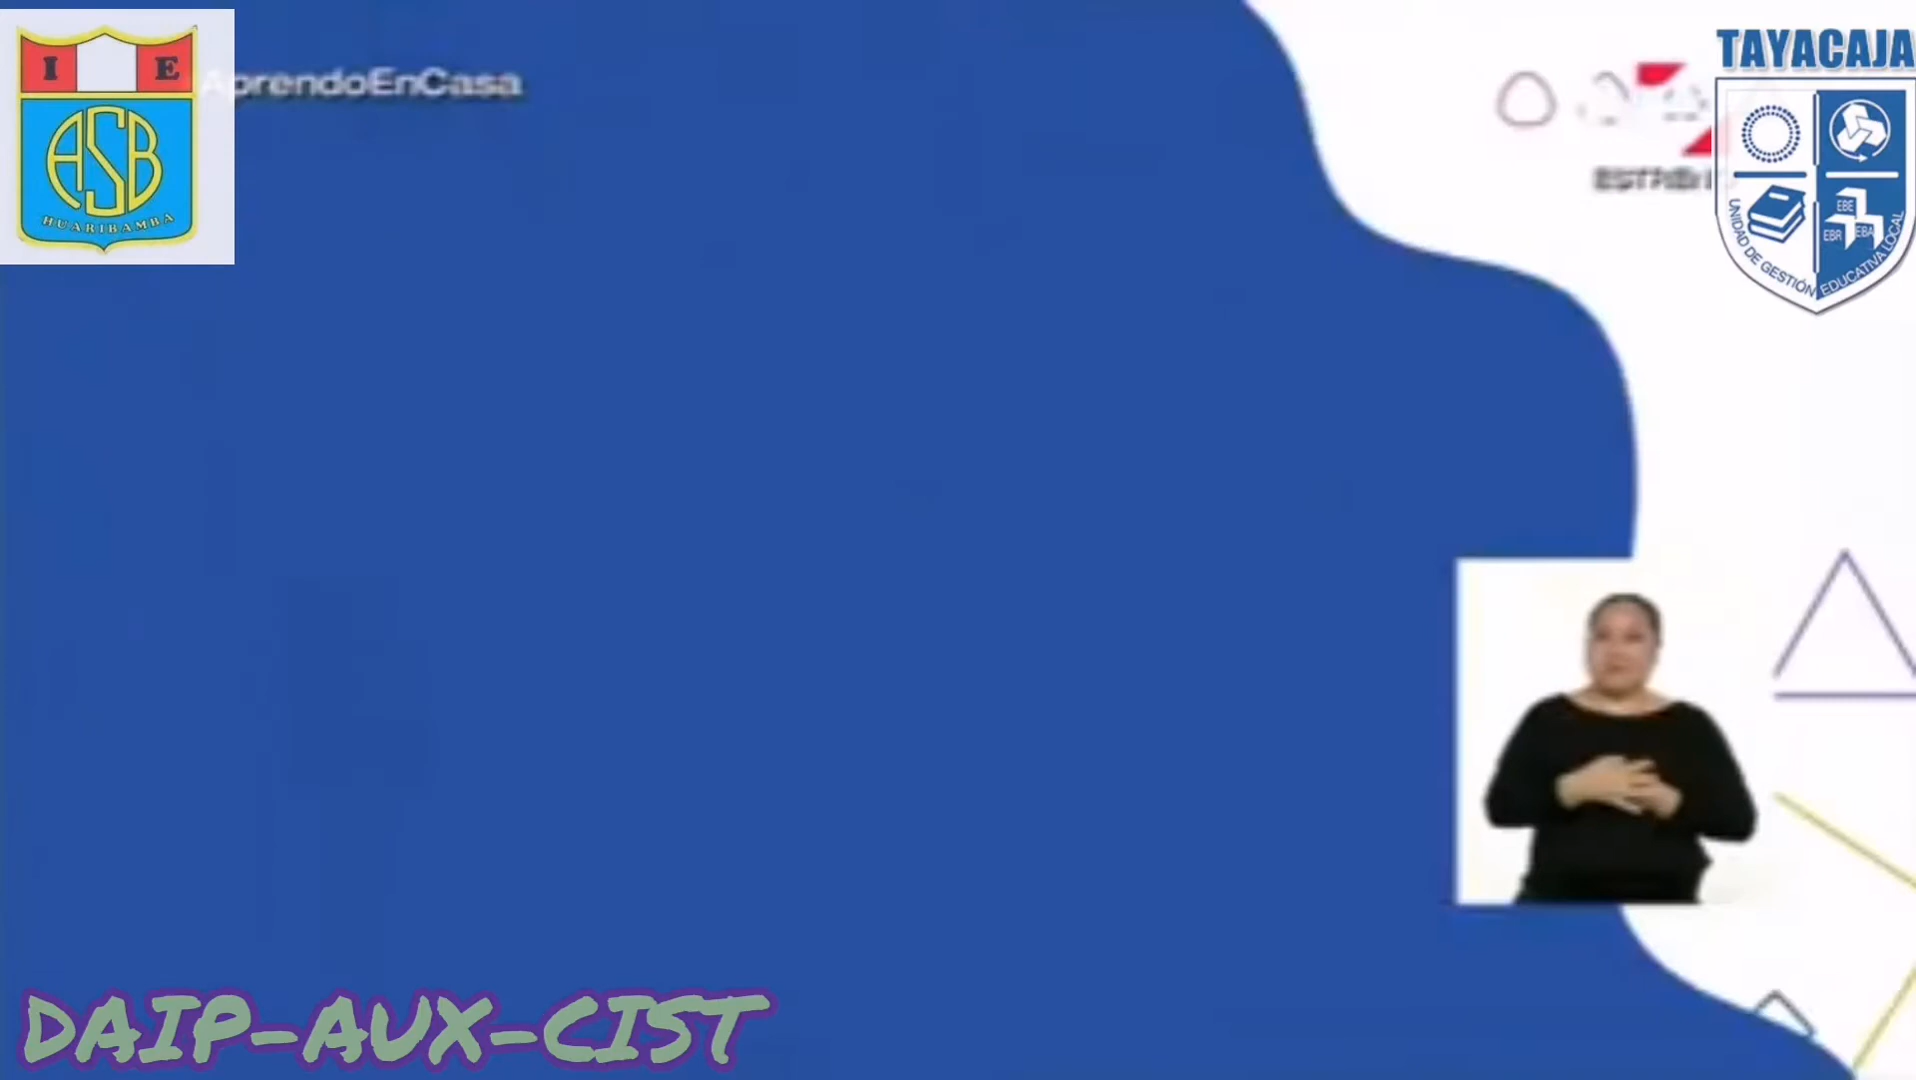 I E
ASB
HUARIBAMBA
AprendoEnCasa
TAYACAJA
EBE
EBR
EBA
UNIDAD DE GESTIÓN EDUCATIVA LOCAL
DAIP-AUX-CIST